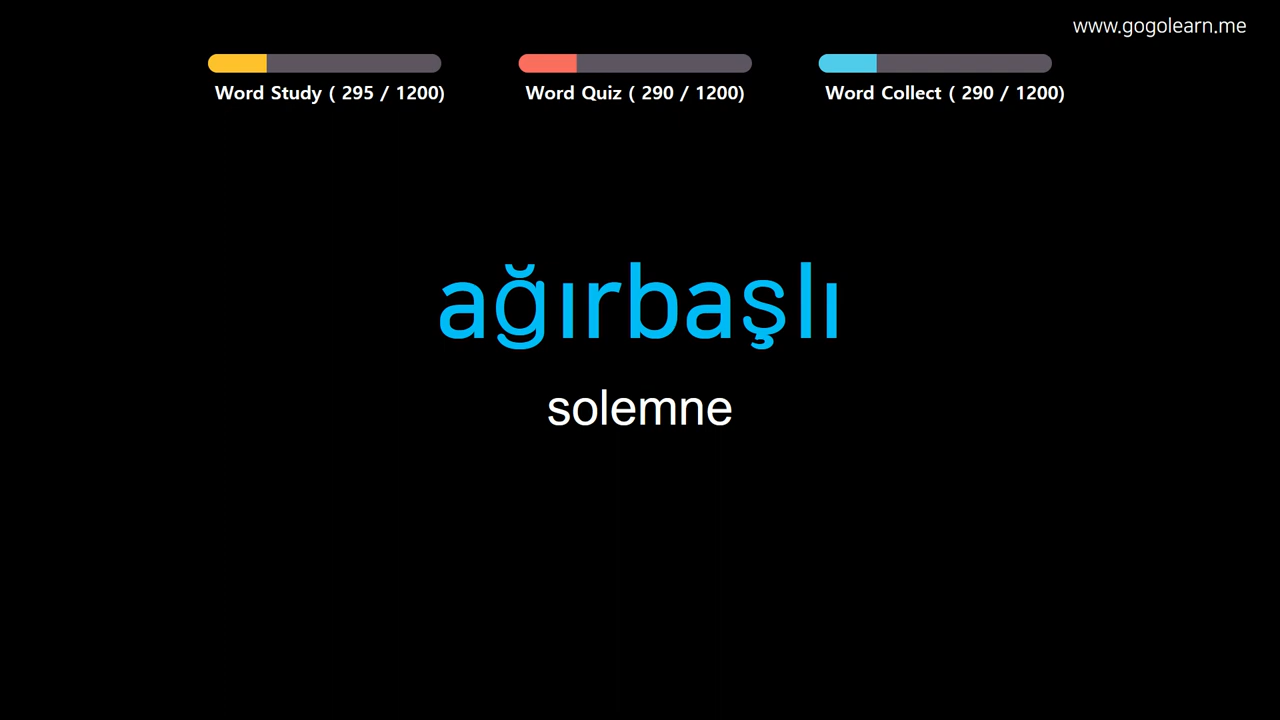 www.gogolearn.me
Word Study ( 295 / 1200)
Word Quiz ( 290 / 1200)
Word Collect ( 290 / 1200)
ağırbaşlı
solemne